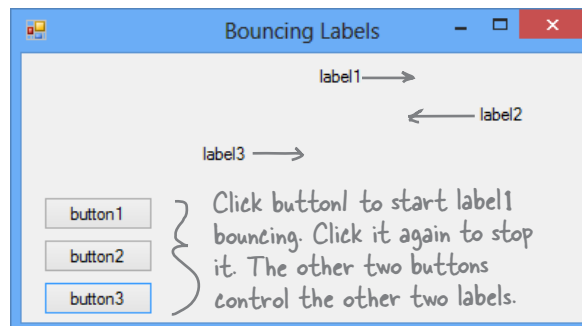 Bouncing Labels
label1
label2
label3
button1
button2
button3
Click button1 to start label1
bouncing. Click it again to stop
it. The other two buttons
control the other two labels.